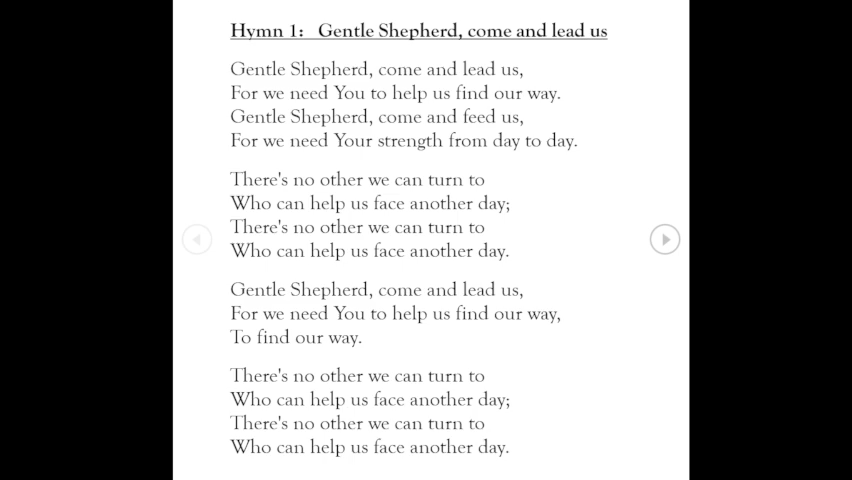 Hymn 1: Gentle Shepherd, come and lead us
Gentle Shepherd, come and lead us,
For we need You to help us find our way.
Gentle Shepherd, come and feed us,
For we need Your strength from day to day.
There's no other we can turn to
Who can help us face another day;
There's no other we can turn to
Who can help us face another day.
Gentle Shepherd, come and lead us,
For we need You to help us find our way,
To find our way.
There's no other we can turn to
Who can help us face another day;
There's no other we can turn to
Who can help us face another day.